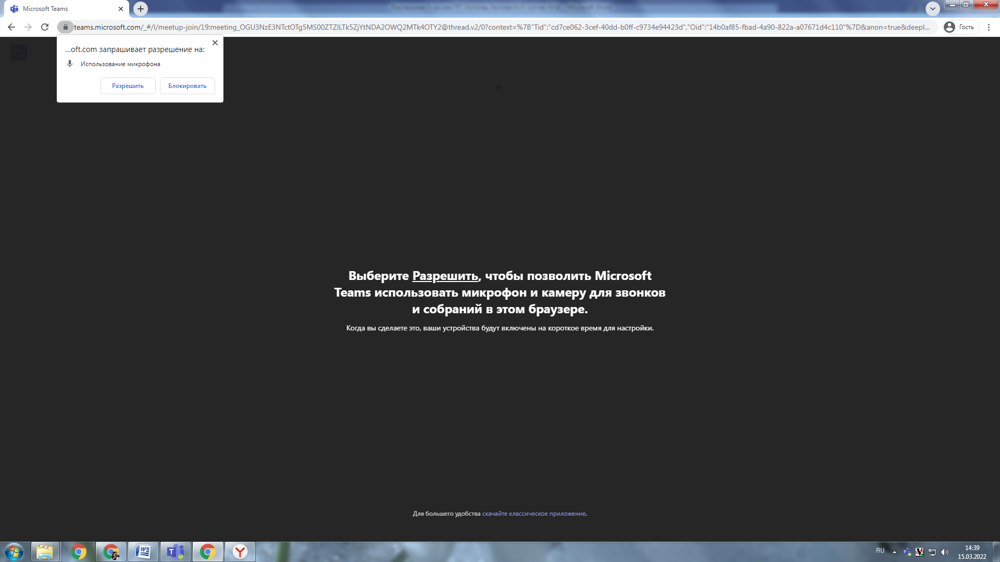 Microsoft Teams
teams.microsoft.com/_#/l/meetup-join/19:meeting_OGU3NzE3NTctOTg5MS00ZTZlLTk5ZjYtNDA2OWQ2MTk4OTY2@thread.v2/0?context=%7B"Tid":"cd7ce062-3cef-40dd-b0ff-c9734e94423d","Oid":"14b0af85-fbad-4a90-822a-a07671d4c110"%7D&anon=true&deepl...
Гость
...oft.com запрашивает разрешение на:
Использование микрофона
Разрешить
Блокировать
Выберите Разрешить, чтобы позволить Microsoft
Teams использовать микрофон и камеру для звонков
и собраний в этом браузере.
Когда вы сделаете это, ваши устройства будут включены на короткое время для настройки.
Для большего удобства скачайте классическое приложение.
RU
14:39
15.03.2022